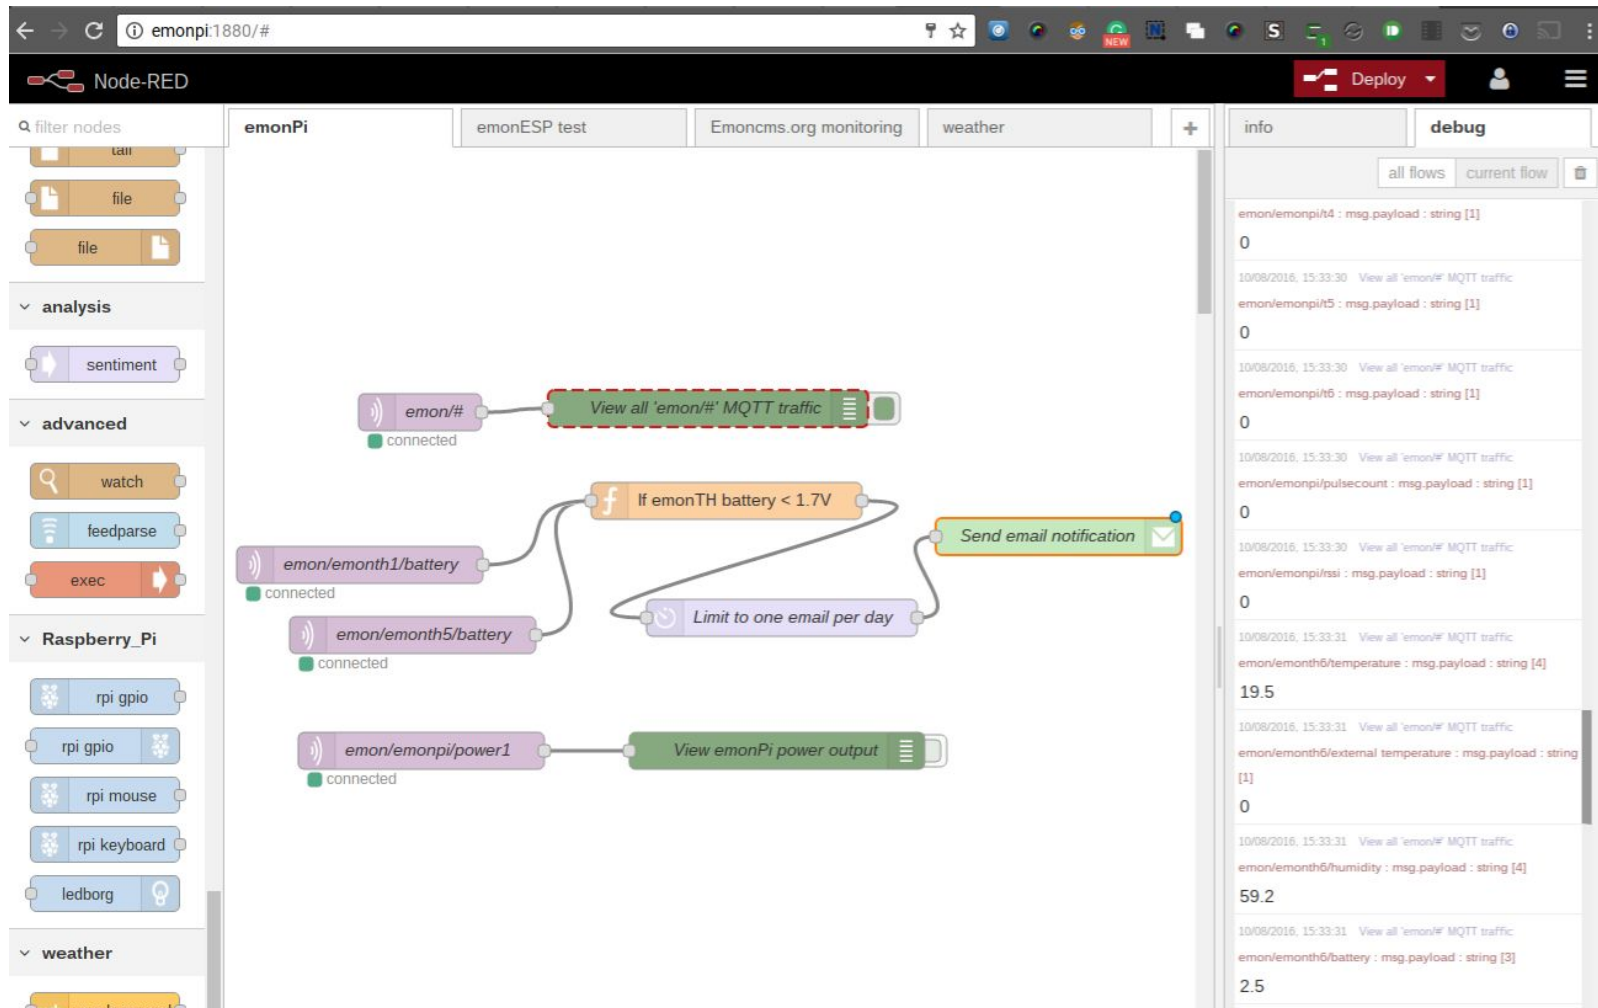 emonpi:1880/#
NEW
S
1
Node-RED
Deploy
filter nodes
tail
file
file
analysis
sentiment
advanced
watch
feedparse
exec
Raspberry_Pi
rpi gpio
rpi gpio
rpi mouse
rpi keyboard
ledborg
weather
emonPi
emonESP test
Emoncms.org monitoring
weather
+
emon/#
connected
View all 'emon/#' MQTT traffic
f
If emonTH battery < 1.7V
emon/emonth1/battery
connected
Send email notification
Limit to one email per day
emon/emonth5/battery
connected
emon/emonpi/power1
connected
View emonPi power output
info
debug
all flows
current flow
emon/emonpi/t4 : msg.payload : string [1]
0
10/08/2016, 15:33:30 View all 'emon/#' MQTT traffic
emon/emonpi/t5 : msg.payload : string [1]
0
10/08/2016, 15:33:30 View all 'emon/#' MQTT traffic
emon/emonpi/t6 : msg.payload : string [1]
0
10/08/2016, 15:33:30 View all 'emon/#' MQTT traffic
emon/emonpi/pulsecount : msg.payload : string [1]
0
10/08/2016, 15:33:30 View all 'emon/#' MQTT traffic
emon/emonpi/rssi : msg.payload : string [1]
0
10/08/2016, 15:33:31 View all 'emon/#' MQTT traffic
emon/emonth6/temperature : msg.payload : string [4]
19.5
10/08/2016, 15:33:31 View all 'emon/#' MQTT traffic
emon/emonth6/external temperature : msg.payload : string
[1]
0
10/08/2016, 15:33:31 View all 'emon/#' MQTT traffic
emon/emonth6/humidity : msg.payload : string [4]
59.2
10/08/2016, 15:33:31 View all 'emon/#' MQTT traffic
emon/emonth6/battery : msg.payload : string [3]
2.5